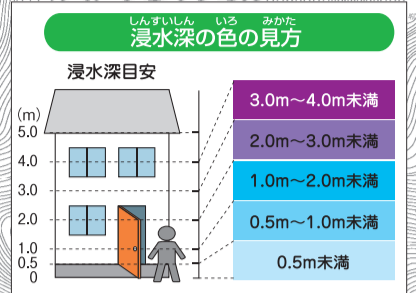 しんすいしん いろ みかた
浸水深の色の見方
浸水深目安
(m)
5.0
4.0
3.0
2.0
1.0
0.5
0
3.0m～4.0m未満
2.0m～3.0m未満
1.0m～2.0m未満
0.5m～1.0m未満
0.5m未満